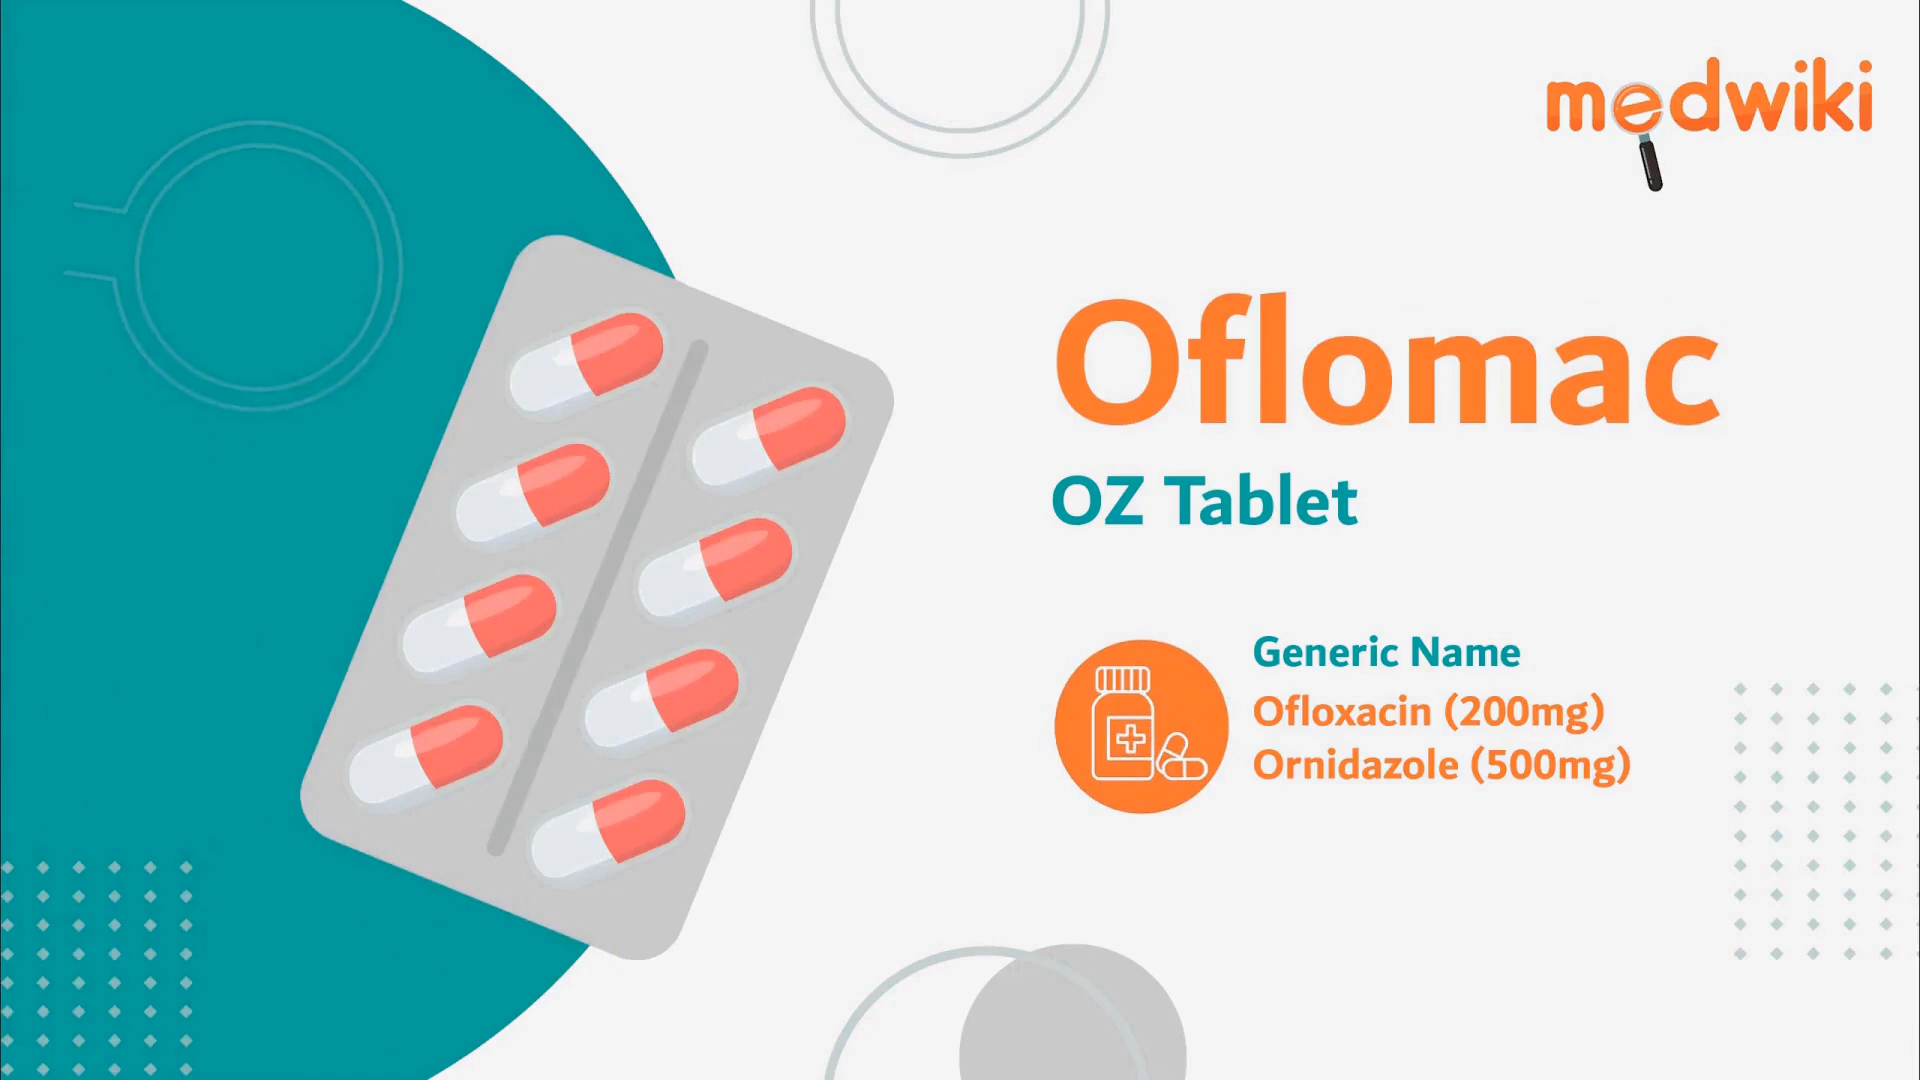 medwiki
Oflomac
OZ Tablet
Generic Name
Ofloxacin (200mg)
Ornidazole (500mg)